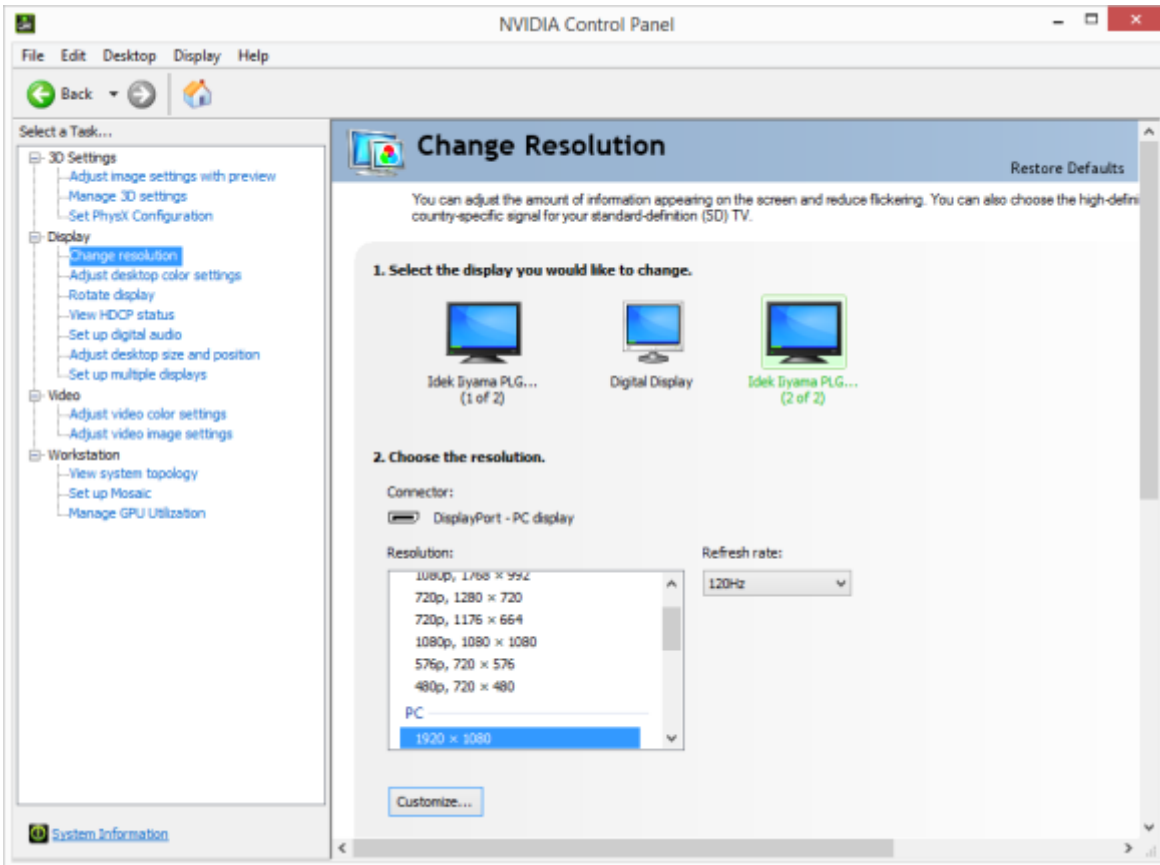 NVIDIA Control Panel
File Edit Desktop Display Help
Back
Select a Task...
3D Settings
Adjust image settings with preview
Manage 3D settings
Set PhysX Configuration
Display
Change resolution
Adjust desktop color settings
Rotate display
View HDCP status
Set up digital audio
Adjust desktop size and position
Set up multiple displays
Video
Adjust video color settings
Adjust video image settings
Workstation
View system topology
Set up Mosaic
Manage GPU Utilization
System Information
Change Resolution
Restore Defaults
You can adjust the amount of information appearing on the screen and reduce flickering. You can also choose the high-defini
country-specific signal for your standard-definition (SD) TV.
1. Select the display you would like to change.
Idek Iiyama PLG...
(1 of 2)
Digital Display
Idek Iiyama PLG...
(2 of 2)
2. Choose the resolution.
Connector:
DisplayPort - PC display
Resolution:
1080p, 1768 × 992
720p, 1280 × 720
720p, 1176 × 664
1080p, 1080 × 1080
576p, 720 × 576
480p, 720 × 480
PC
1920 × 1080
Refresh rate:
120Hz
Customize...